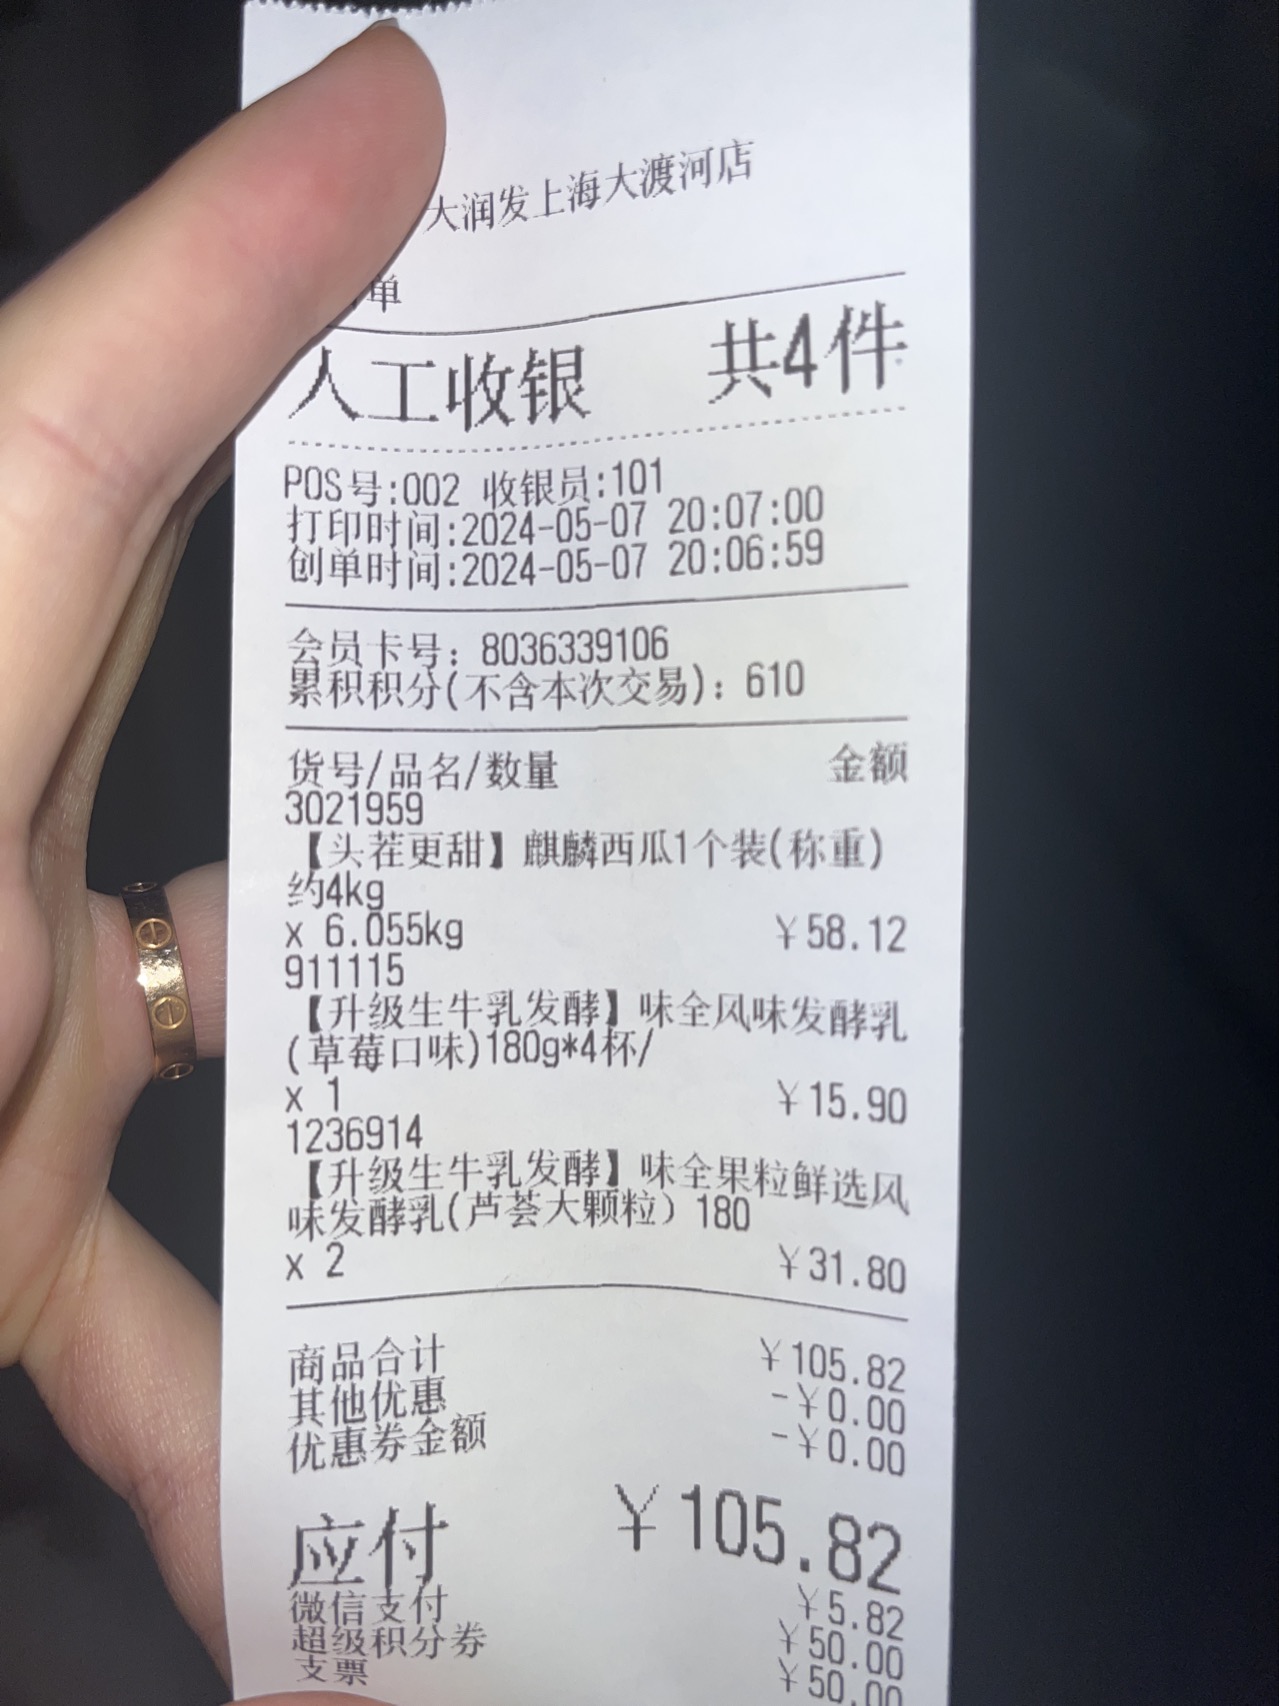 大润发上海大渡河店
单
人工收银 共4件
POS号:002 收银员:101
打印时间:2024-05-07 20:07:00
创单时间:2024-05-07 20:06:59
会员卡号: 8036339106
累积积分(不含本次交易): 610
货号/品名/数量 金额
3021959
【头茬更甜】麒麟西瓜1个装(称重)
约4kg
x 6.055kg ¥58.12
911115
【升级生牛乳发酵】味全风味发酵乳
(草莓口味)180g*4杯/
x 1 ¥15.90
1236914
【升级生牛乳发酵】味全果粒鲜选风
味发酵乳(芦荟大颗粒) 180
x 2 ¥31.80
商品合计 ¥105.82
其他优惠 -¥0.00
优惠券金额 -¥0.00
应付 ¥105.82
微信支付 ¥5.82
超级积分券 ¥50.00
支票 ¥50.00